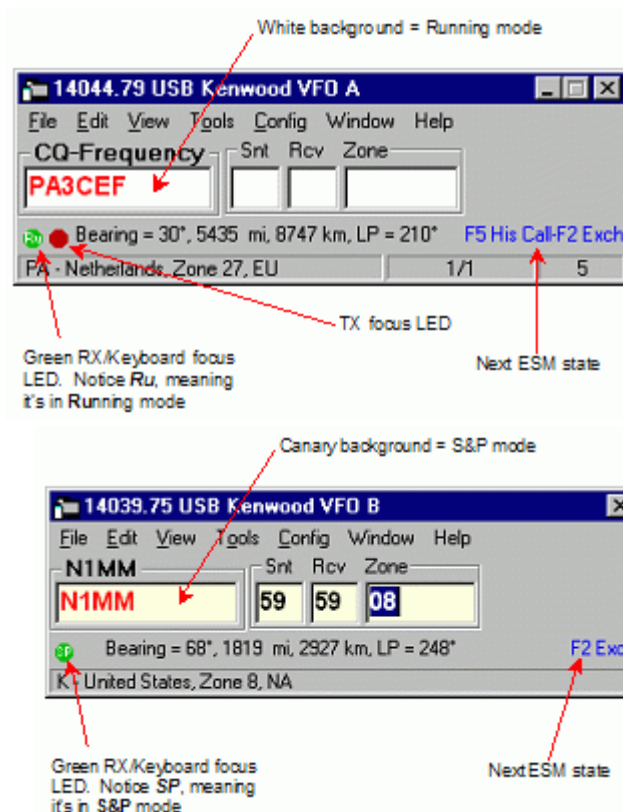 White background = Running mode
14044.79 USB Kenwood VFO A
File Edit View Tools Config Window Help
CQ-Frequency Snt Rcv Zone
PA3CEF
Ru Bearing = 30°, 5435 mi, 8747 km, LP = 210° F5 His Call-F2 Exch
PA - Netherlands, Zone 27, EU 1/1 5
TX focus LED
Green RX/Keyboard focus
LED. Notice Ru, meaning
it's in Running mode
Next ESM state
Canary background = S&P mode
14039.75 USB Kenwood VFO B
File Edit View Tools Config Window Help
N1MM Snt Rcv Zone
N1MM 59 59 08
SP Bearing = 68°, 1819 mi, 2927 km, LP = 248° F2 Exc
K - United States, Zone 8, NA
Green RX/Keyboard focus
LED. Notice SP, meaning
it's in S&P mode
Next ESM state